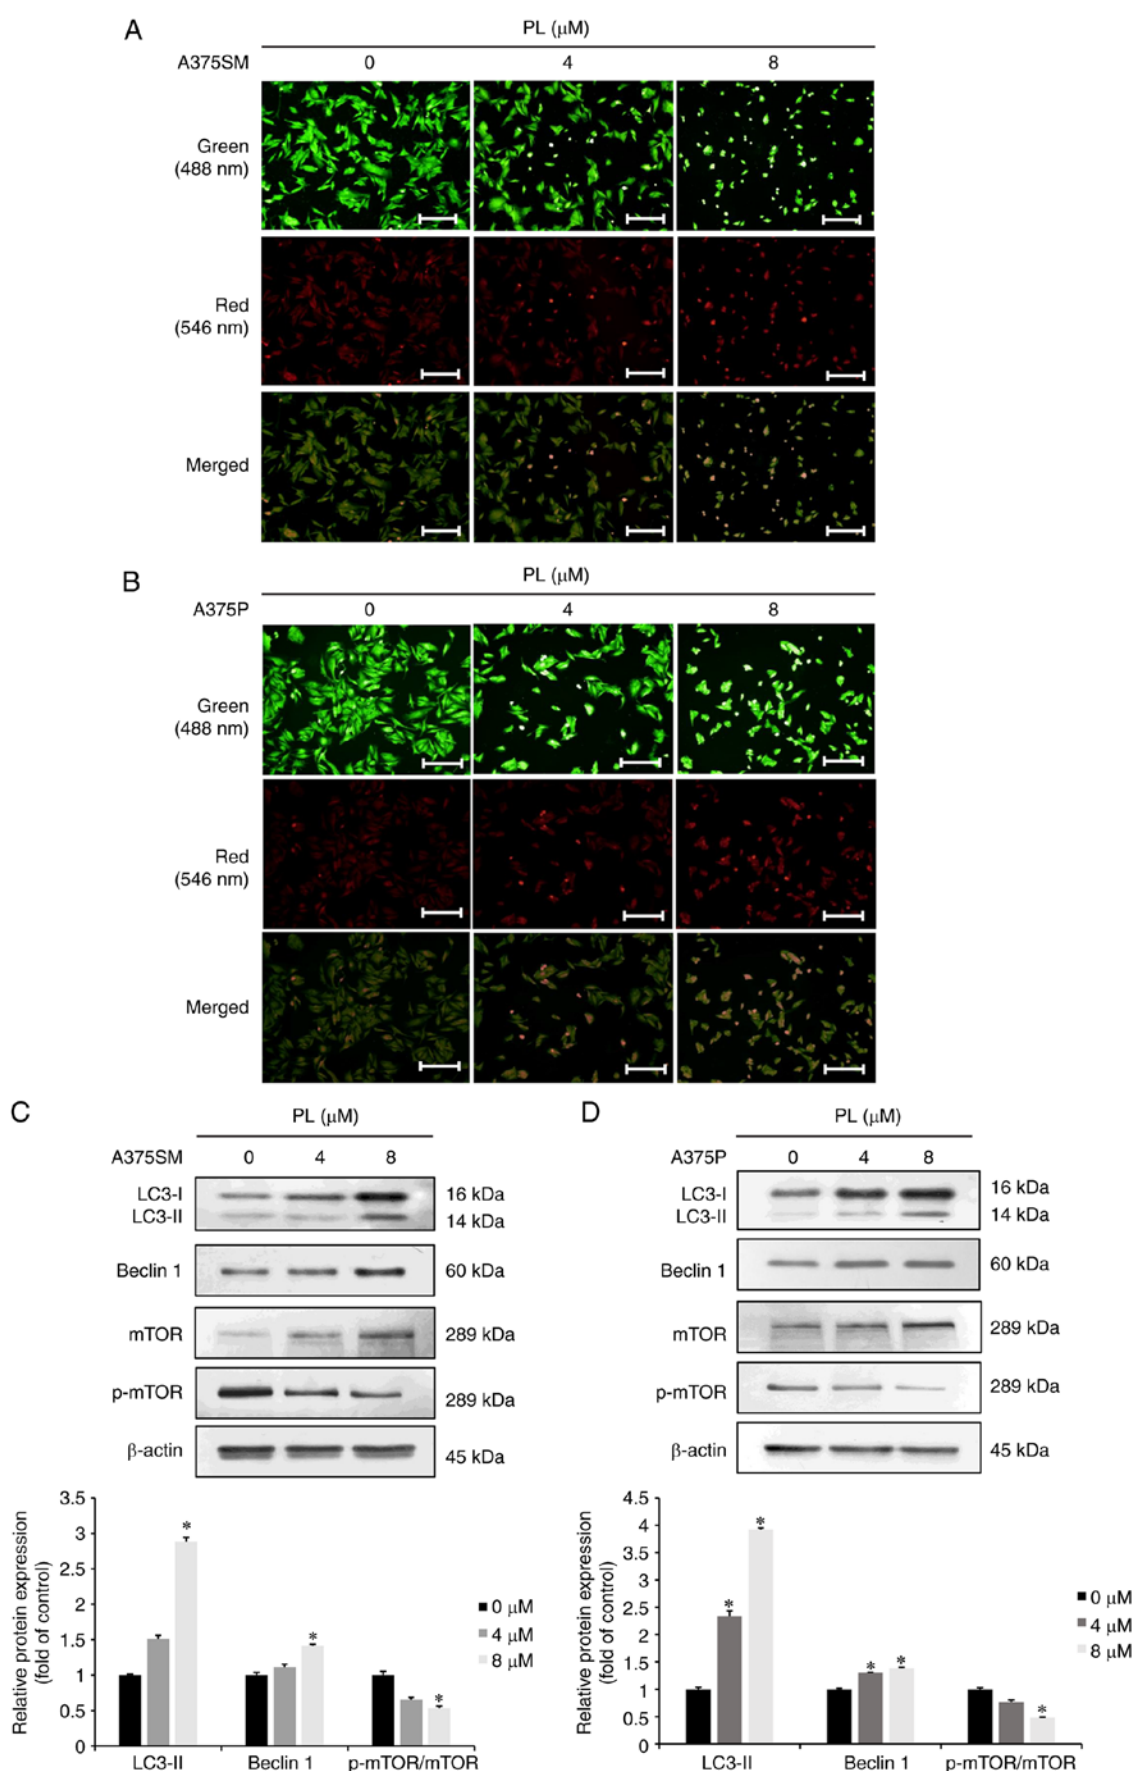 A
PL (μM)
A375SM 0 4 8
Green
(488 nm)
Red
(546 nm)
Merged
B
PL (μM)
A375P 0 4 8
Green
(488 nm)
Red
(546 nm)
Merged
C
PL (μM)
A375SM 0 4 8
LC3-I 16 kDa
LC3-II 14 kDa
Beclin 1 60 kDa
mTOR 289 kDa
p-mTOR 289 kDa
β-actin 45 kDa
Relative protein expression
(fold of control)
3.5
3
2.5
2
1.5
1
0.5
0
*
*
*
LC3-II Beclin 1 p-mTOR/mTOR
0 μM
4 μM
8 μM
D
PL (μM)
A375P 0 4 8
LC3-I 16 kDa
LC3-II 14 kDa
Beclin 1 60 kDa
mTOR 289 kDa
p-mTOR 289 kDa
β-actin 45 kDa
Relative protein expression
(fold of control)
4.5
4
3.5
3
2.5
2
1.5
1
0.5
0
*
*
*
*
*
LC3-II Beclin 1 p-mTOR/mTOR
0 μM
4 μM
8 μM